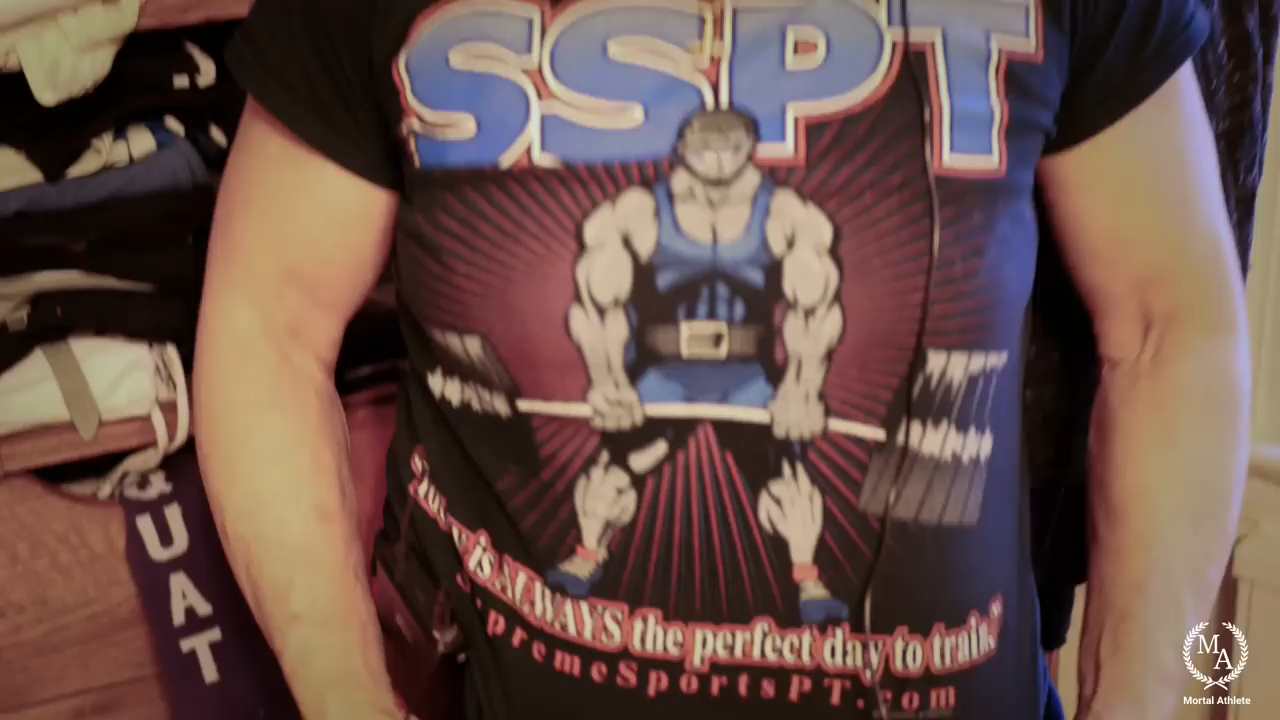 SSPT
is ALWAYS the perfect day to train."
premeSportsPT.com
QUAT
MA
Mortal Athlete